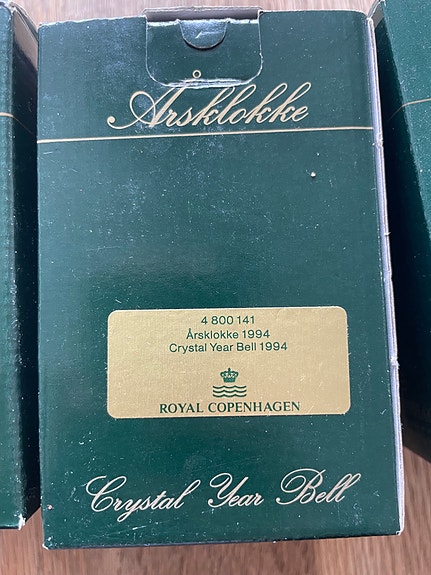 Årsklokke
4 800 141
Årsklokke 1994
Crystal Year Bell 1994
ROYAL COPENHAGEN
Crystal Year Bell